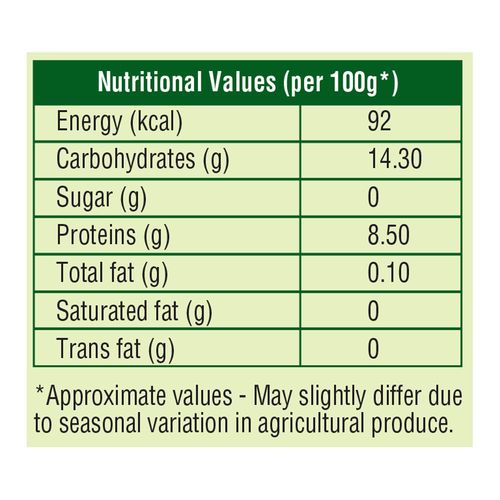 Nutritional Values (per 100g*)
Energy (kcal) 92
Carbohydrates (g) 14.30
Sugar (g) 0
Proteins (g) 8.50
Total fat (g) 0.10
Saturated fat (g) 0
Trans fat (g) 0
*Approximate values - May slightly differ due
to seasonal variation in agricultural produce.